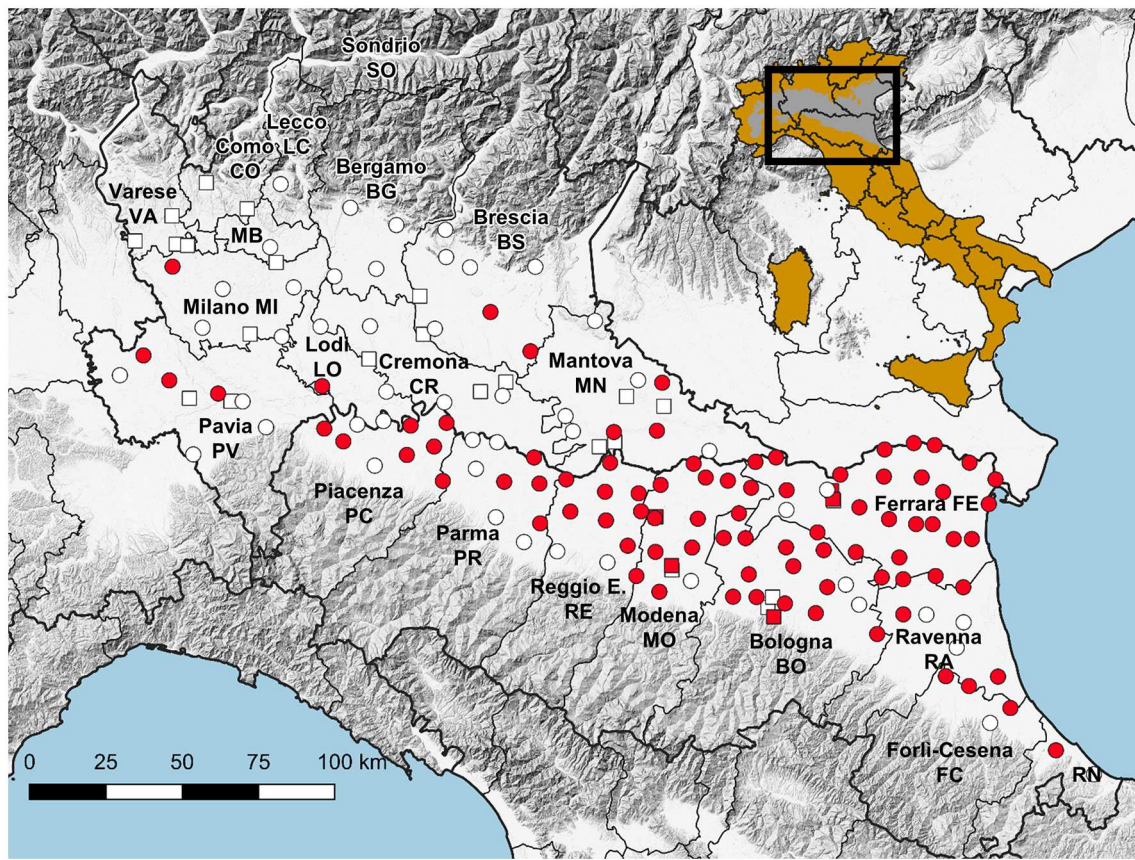 Sondrio
SO
Lecco
LC
Como
CO
Bergamo
BG
Varese
VA
Brescia
BS
MB
Milano MI
Lodi
LO
Cremona
CR
Mantova
MN
Pavia
PV
Piacenza
PC
Parma
PR
Ferrara FE
Reggio E.
RE
Modena
MO
Bologna
BO
Ravenna
RA
Forlì-Cesena
FC
RN
0 25 50 75 100 km